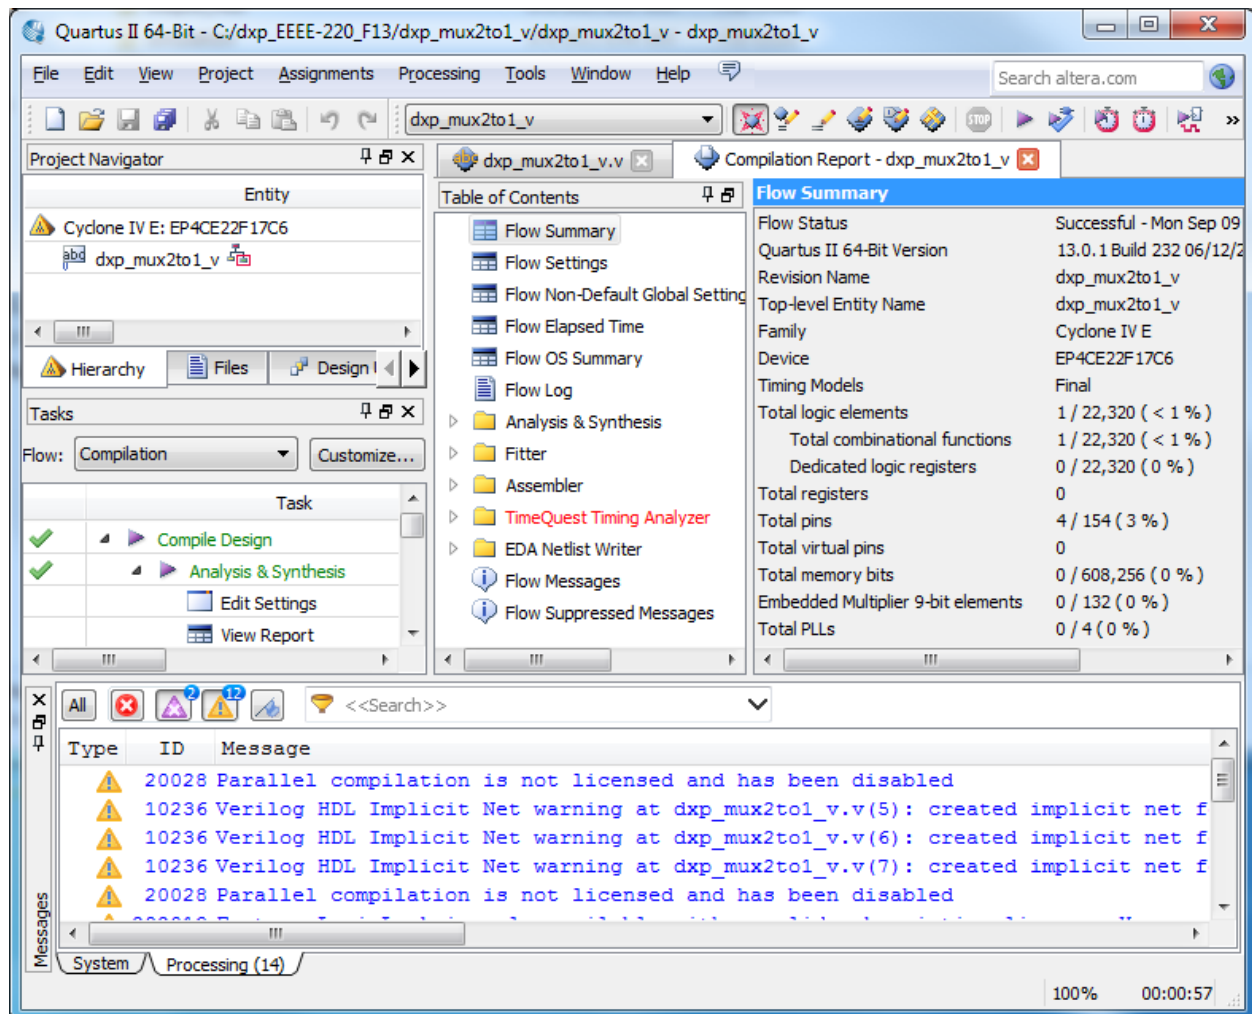 Quartus II 64-Bit - C:/dxp_EEEE-220_F13/dxp_mux2to1_v/dxp_mux2to1_v - dxp_mux2to1_v
File Edit View Project Assignments Processing Tools Window Help
Search altera.com
dxp_mux2to1_v
STOP
Project Navigator
Entity
Cyclone IV E: EP4CE22F17C6
abd dxp_mux2to1_v
Hierarchy Files Design
Tasks
Flow: Compilation Customize...
Task
Compile Design
Analysis & Synthesis
Edit Settings
View Report
dxp_mux2to1_v.v
Compilation Report - dxp_mux2to1_v
Table of Contents
Flow Summary
Flow Settings
Flow Non-Default Global Setting
Flow Elapsed Time
Flow OS Summary
Flow Log
Analysis & Synthesis
Fitter
Assembler
TimeQuest Timing Analyzer
EDA Netlist Writer
Flow Messages
Flow Suppressed Messages
Flow Summary
Flow Status Successful - Mon Sep 09
Quartus II 64-Bit Version 13.0.1 Build 232 06/12/2
Revision Name dxp_mux2to1_v
Top-level Entity Name dxp_mux2to1_v
Family Cyclone IV E
Device EP4CE22F17C6
Timing Models Final
Total logic elements 1 / 22,320 ( < 1 % )
Total combinational functions 1 / 22,320 ( < 1 % )
Dedicated logic registers 0 / 22,320 ( 0 % )
Total registers 0
Total pins 4 / 154 ( 3 % )
Total virtual pins 0
Total memory bits 0 / 608,256 ( 0 % )
Embedded Multiplier 9-bit elements 0 / 132 ( 0 % )
Total PLLs 0 / 4 ( 0 % )
All 2 12 <<Search>>
Type ID Message
20028 Parallel compilation is not licensed and has been disabled
10236 Verilog HDL Implicit Net warning at dxp_mux2to1_v.v(5): created implicit net f
10236 Verilog HDL Implicit Net warning at dxp_mux2to1_v.v(6): created implicit net f
10236 Verilog HDL Implicit Net warning at dxp_mux2to1_v.v(7): created implicit net f
20028 Parallel compilation is not licensed and has been disabled
Messages
System Processing (14)
100% 00:00:57